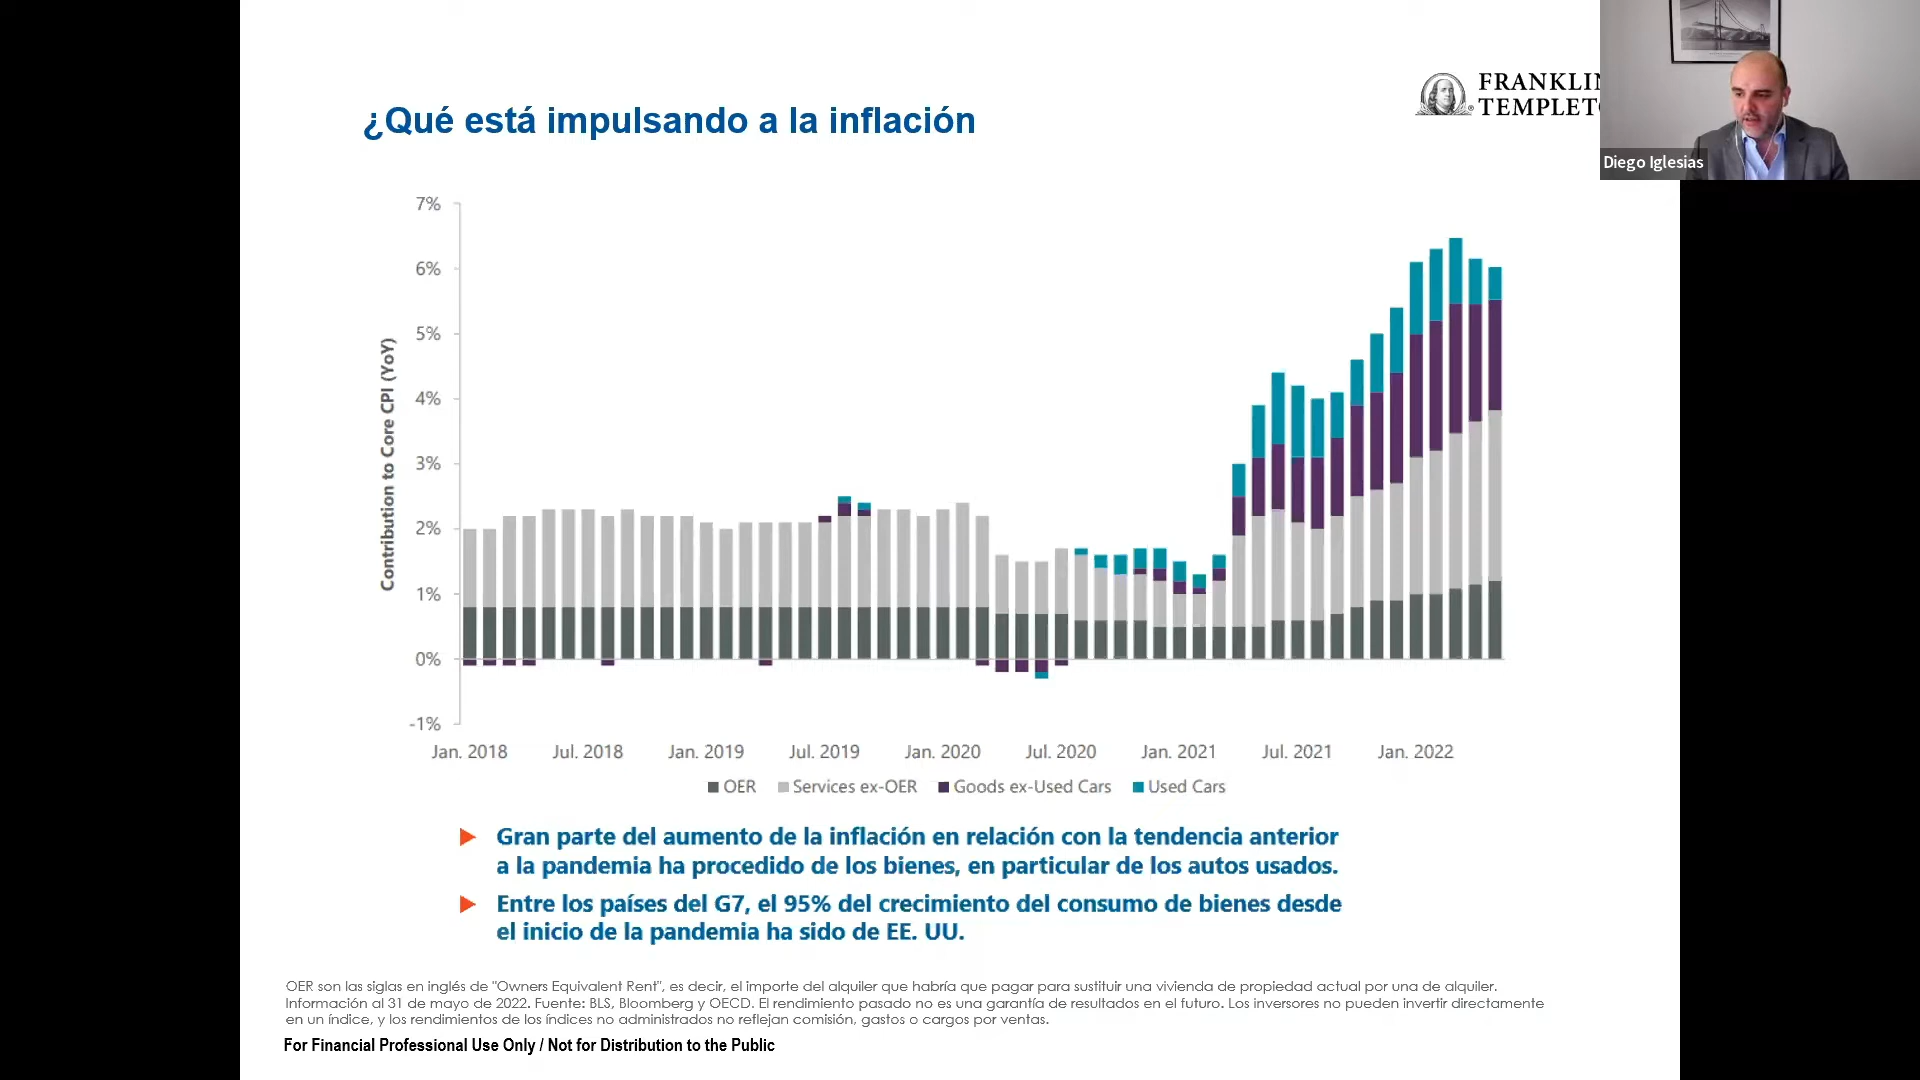 ¿Qué está impulsando a la inflación
FRANKLIN
TEMPLETO
Diego Iglesias
Contribution to Core CPI (YoY)
7%
6%
5%
4%
3%
2%
1%
0%
-1%
Jan. 2018 Jul. 2018 Jan. 2019 Jul. 2019 Jan. 2020 Jul. 2020 Jan. 2021 Jul. 2021 Jan. 2022
OER Services ex-OER Goods ex-Used Cars Used Cars
Gran parte del aumento de la inflación en relación con la tendencia anterior
a la pandemia ha procedido de los bienes, en particular de los autos usados.
Entre los países del G7, el 95% del crecimiento del consumo de bienes desde
el inicio de la pandemia ha sido de EE. UU.
OER son las siglas en inglés de "Owners Equivalent Rent", es decir, el importe del alquiler que habría que pagar para sustituir una vivienda de propiedad actual por una de alquiler.
Información al 31 de mayo de 2022. Fuente: BLS, Bloomberg y OECD. El rendimiento pasado no es una garantía de resultados en el futuro. Los inversores no pueden invertir directamente
en un índice, y los rendimientos de los índices no administrados no reflejan comisión, gastos o cargos por ventas.
For Financial Professional Use Only / Not for Distribution to the Public